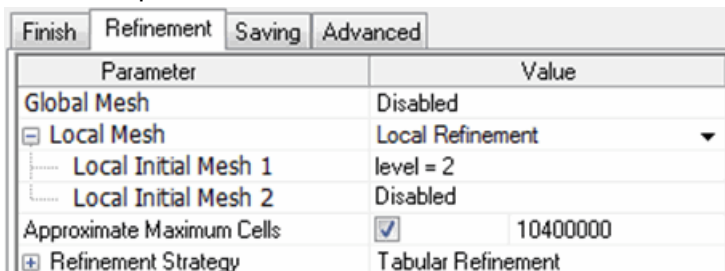 Finish Refinement Saving Advanced
Parameter Value
Global Mesh Disabled
Local Mesh Local Refinement
Local Initial Mesh 1 level = 2
Local Initial Mesh 2 Disabled
Approximate Maximum Cells 10400000
Refinement Strategy Tabular Refinement